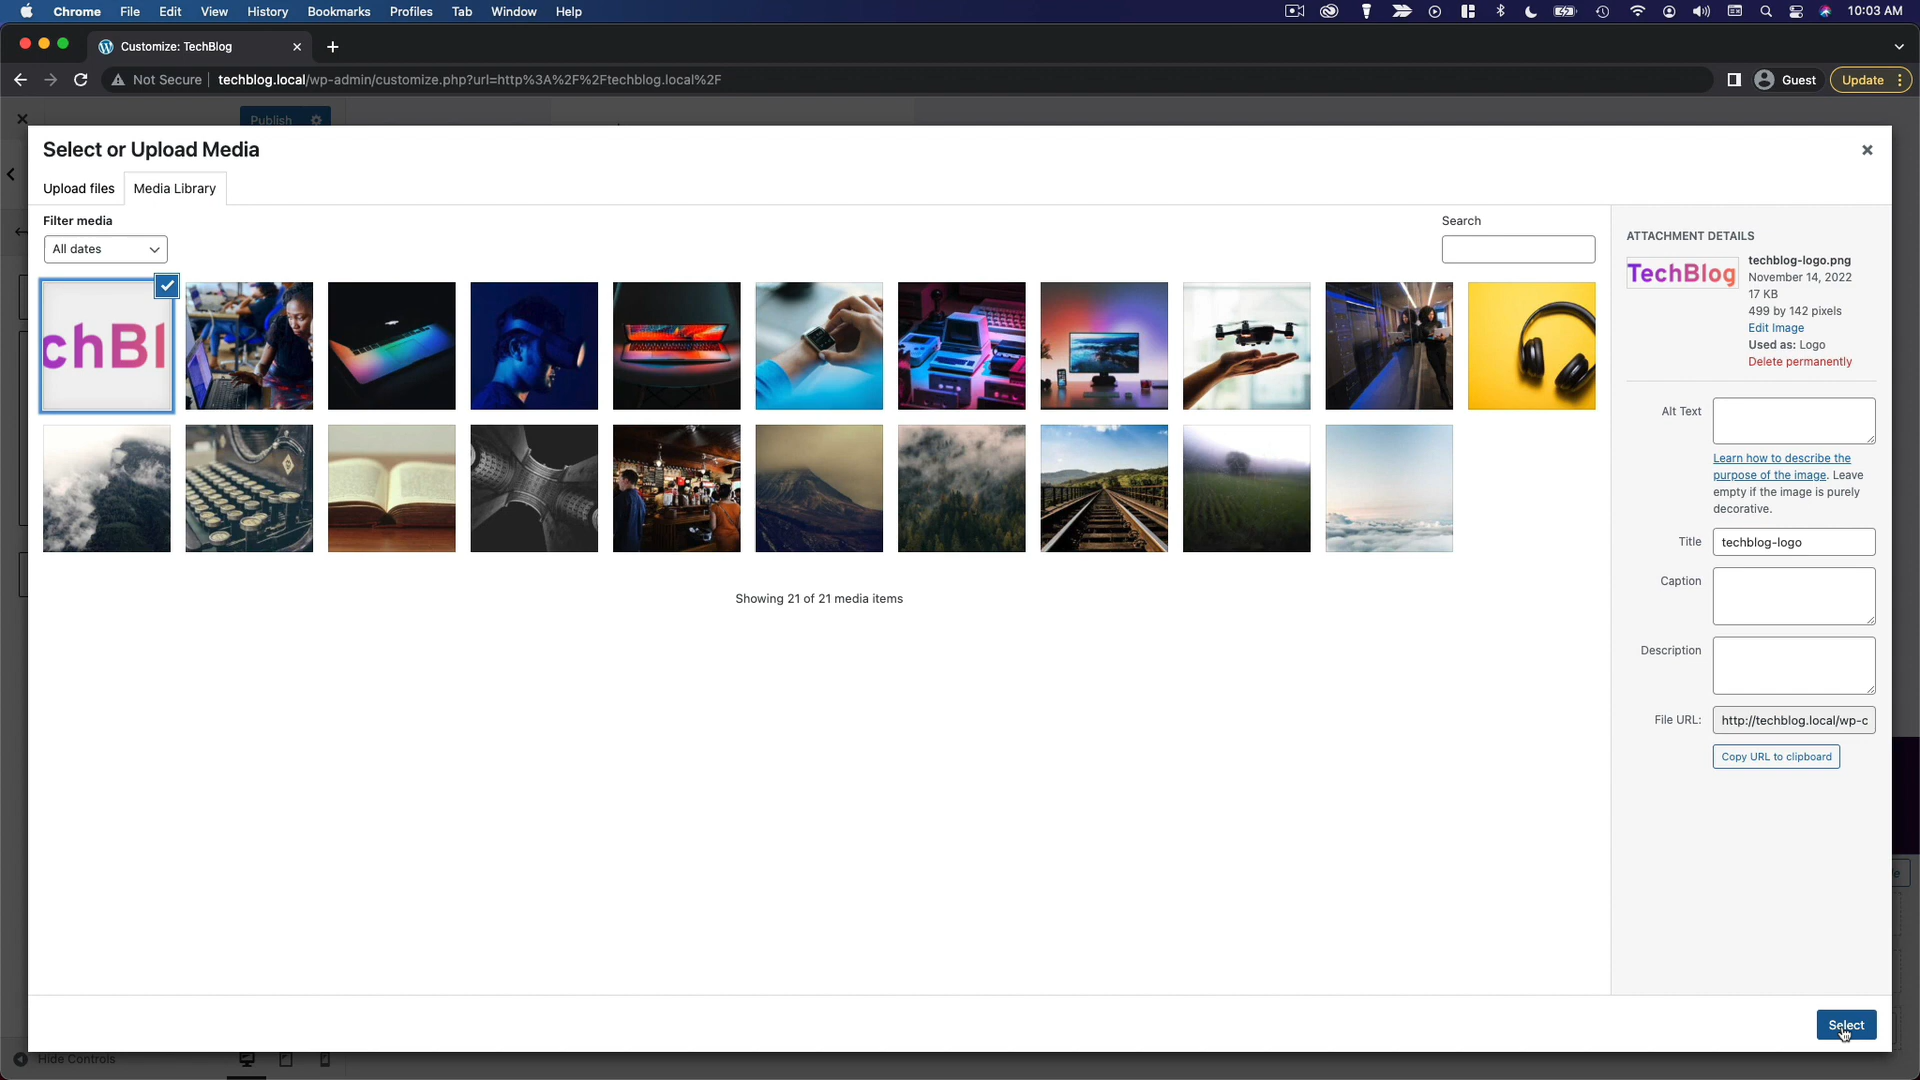 Chrome File Edit View History Bookmarks Profiles Tab Window Help 10:03 AM
Customize: TechBlog
Not Secure techblog.local/wp-admin/customize.php?url=http%3A%2F%2Ftechblog.local%2F Guest Update
Publish
Select or Upload Media
Upload files Media Library
Filter media
All dates
Search
chBl
Showing 21 of 21 media items
ATTACHMENT DETAILS
TechBlog
techblog-logo.png
November 14, 2022
17 KB
499 by 142 pixels
Edit Image
Used as: Logo
Delete permanently
Alt Text
Learn how to describe the
purpose of the image. Leave
empty if the image is purely
decorative.
Title techblog-logo
Caption
Description
File URL: http://techblog.local/wp-c
Copy URL to clipboard
Select
Hide Controls